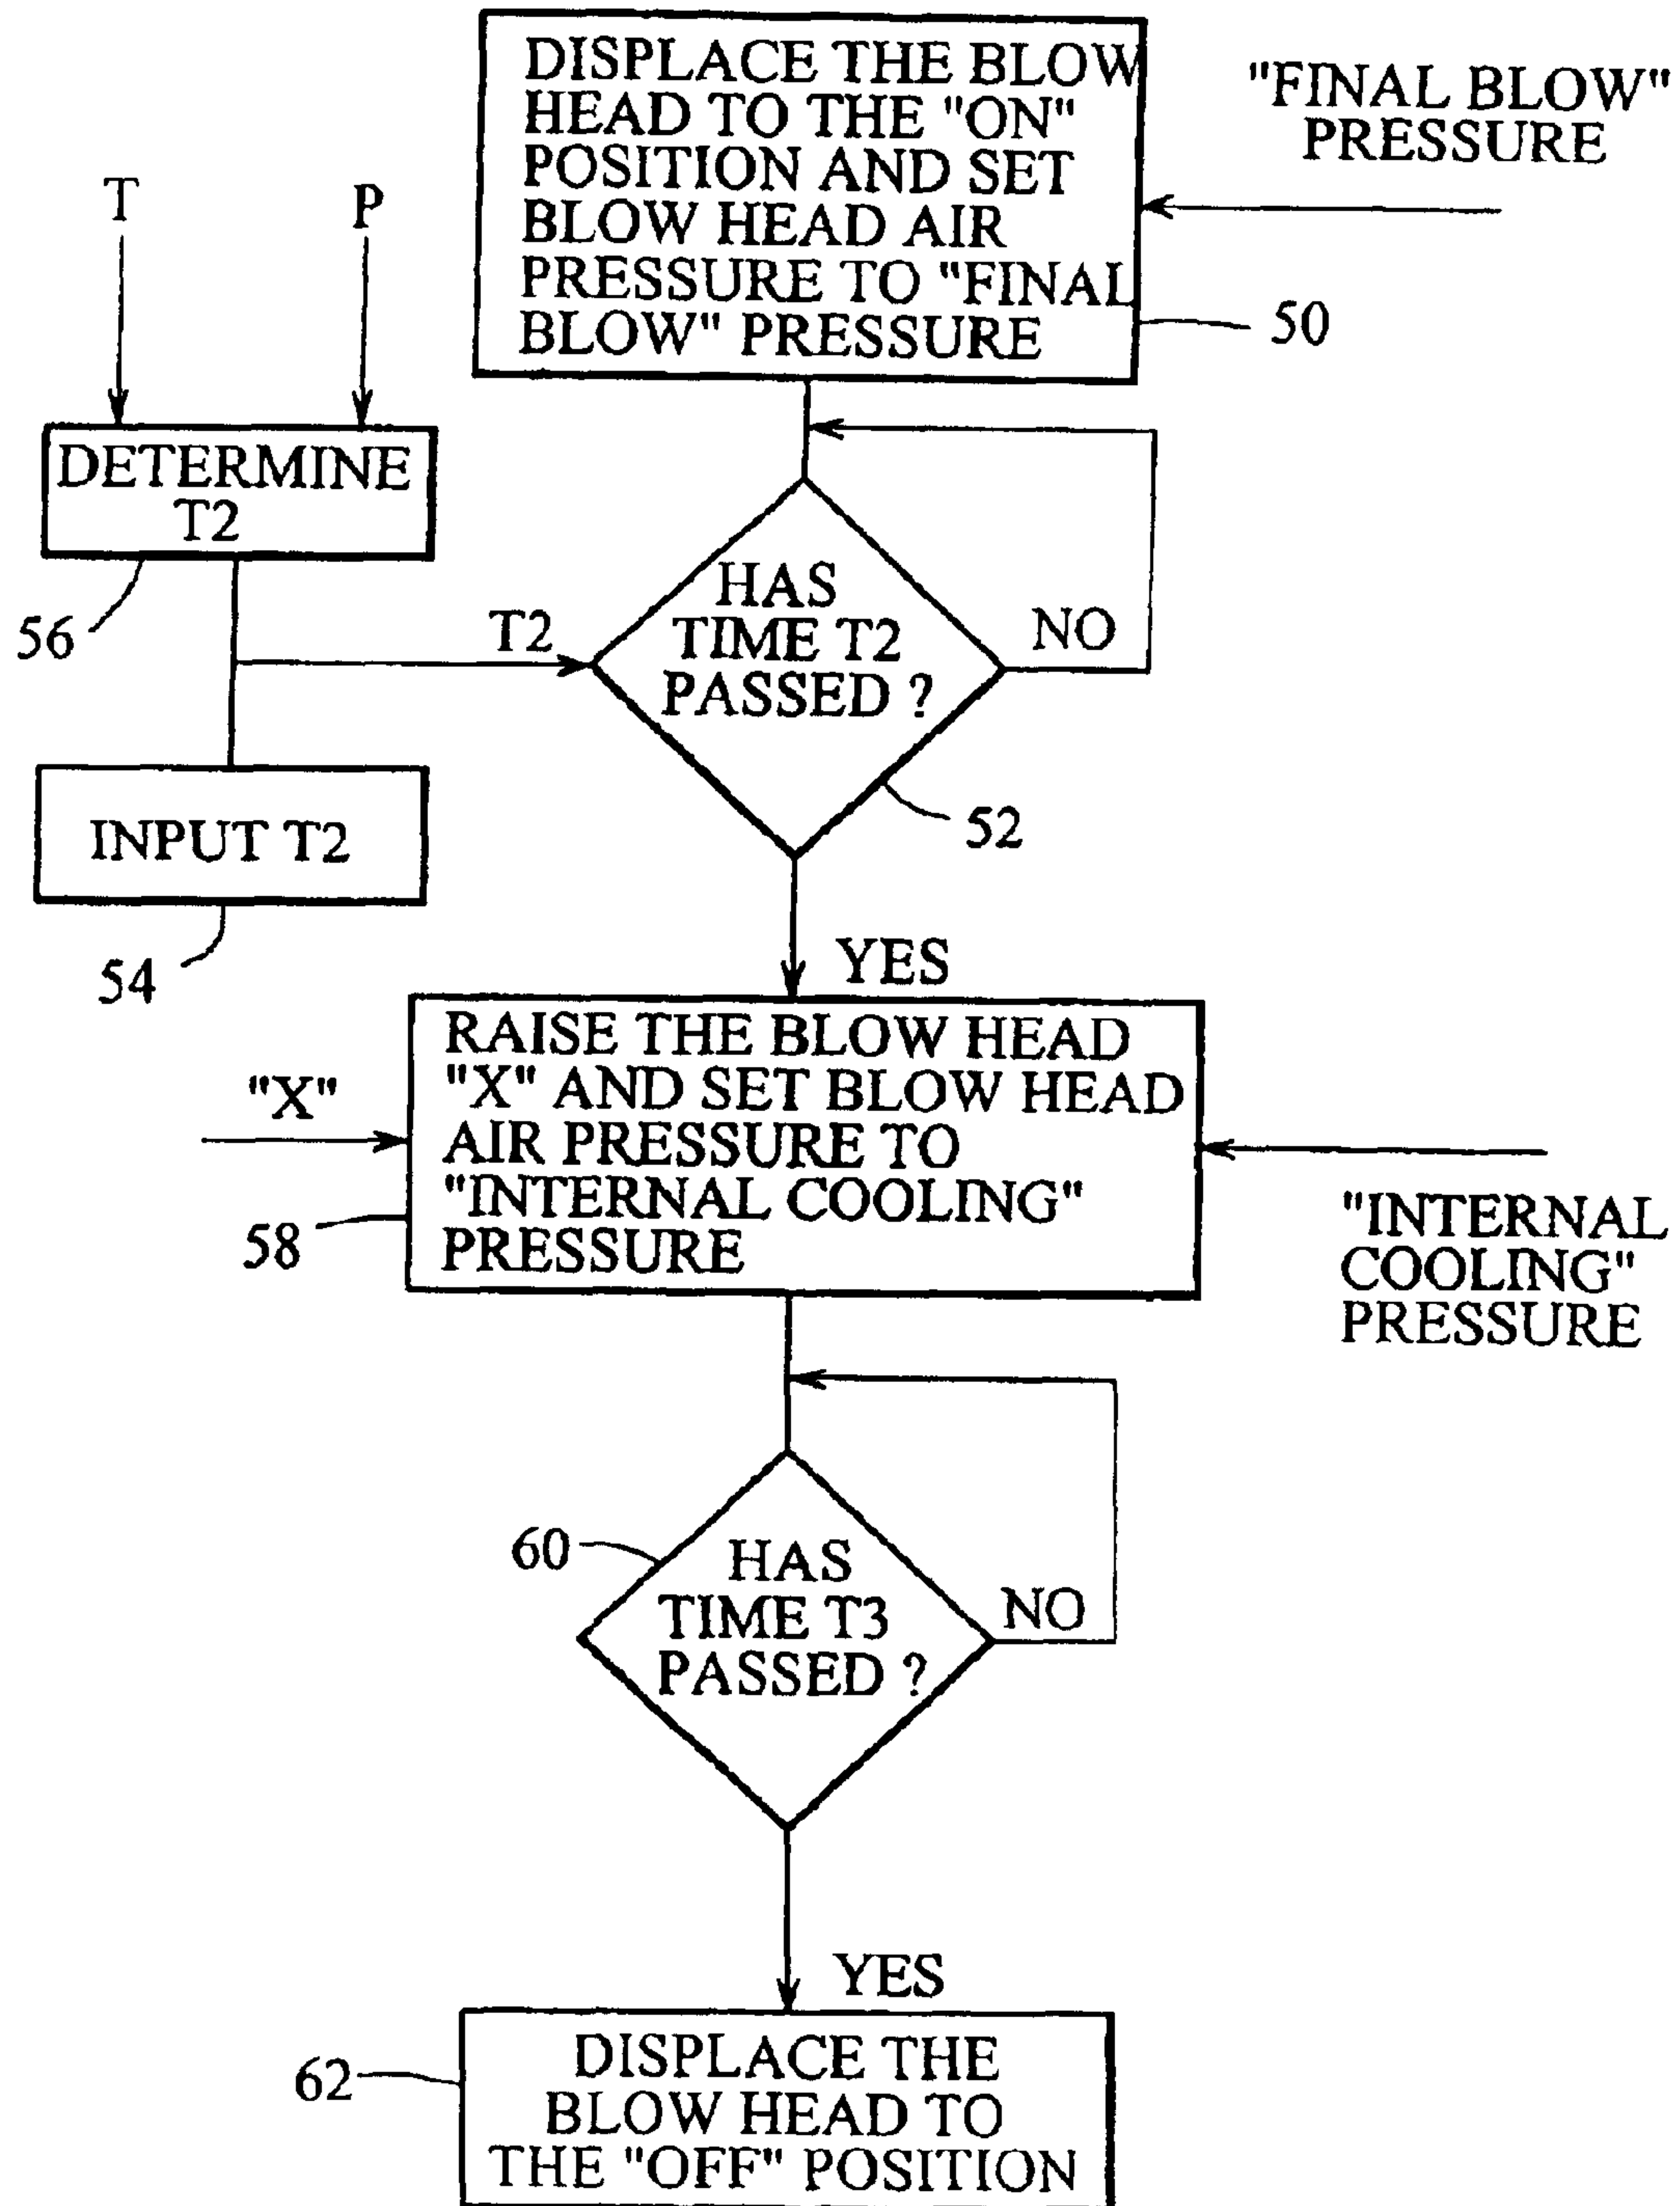 DISPLACE THE BLOW
HEAD TO THE "ON"
POSITION AND SET
BLOW HEAD AIR
PRESSURE TO "FINAL
BLOW" PRESSURE
"FINAL BLOW"
PRESSURE
50
T
P
DETERMINE
T2
56
T2
HAS
TIME T2
PASSED ?
NO
52
INPUT T2
54
YES
RAISE THE BLOW HEAD
"X" AND SET BLOW HEAD
AIR PRESSURE TO
"INTERNAL COOLING"
PRESSURE
"X"
58
"INTERNAL
COOLING"
PRESSURE
60
HAS
TIME T3
PASSED ?
NO
YES
62
DISPLACE THE
BLOW HEAD TO
THE "OFF" POSITION